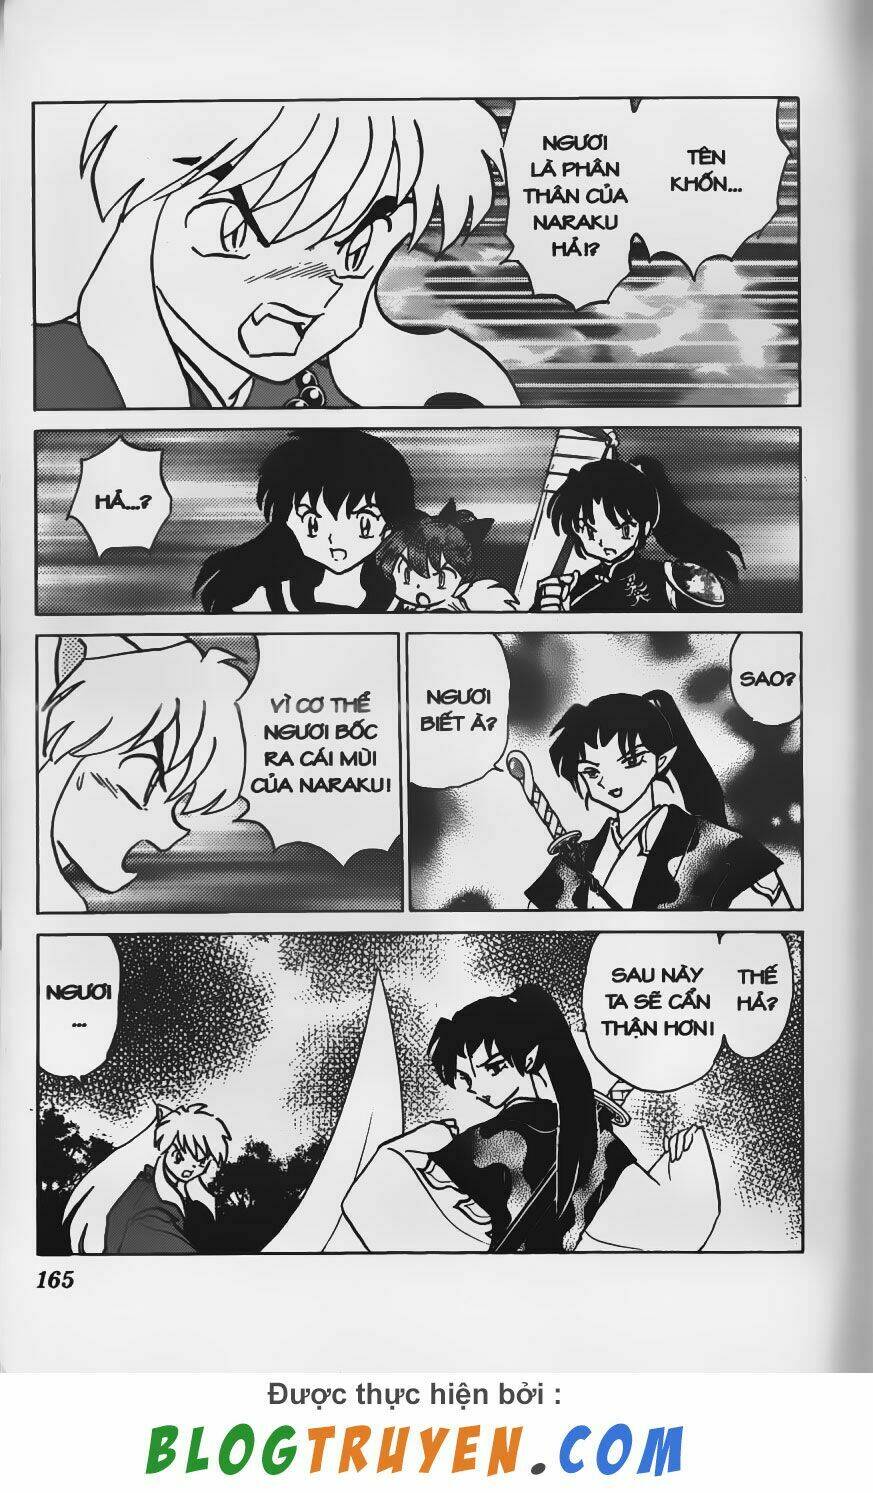 TÊN
KHỐN...
NGƯƠI
LÀ PHÂN
THÂN CỦA
NARAKU
HẢ!?
HẢ...?
SAO?
NGƯƠI
BIẾT À?
VÌ CƠ THỂ
NGƯƠI BỐC
RA CÁI MÙI
CỦA NARAKU!
THẾ
HẢ?
SAU NÀY
TA SẼ CẨN
THẬN HƠN!
NGƯƠI
...
165
Được thực hiện bởi :
BLOGTRUYEN.COM